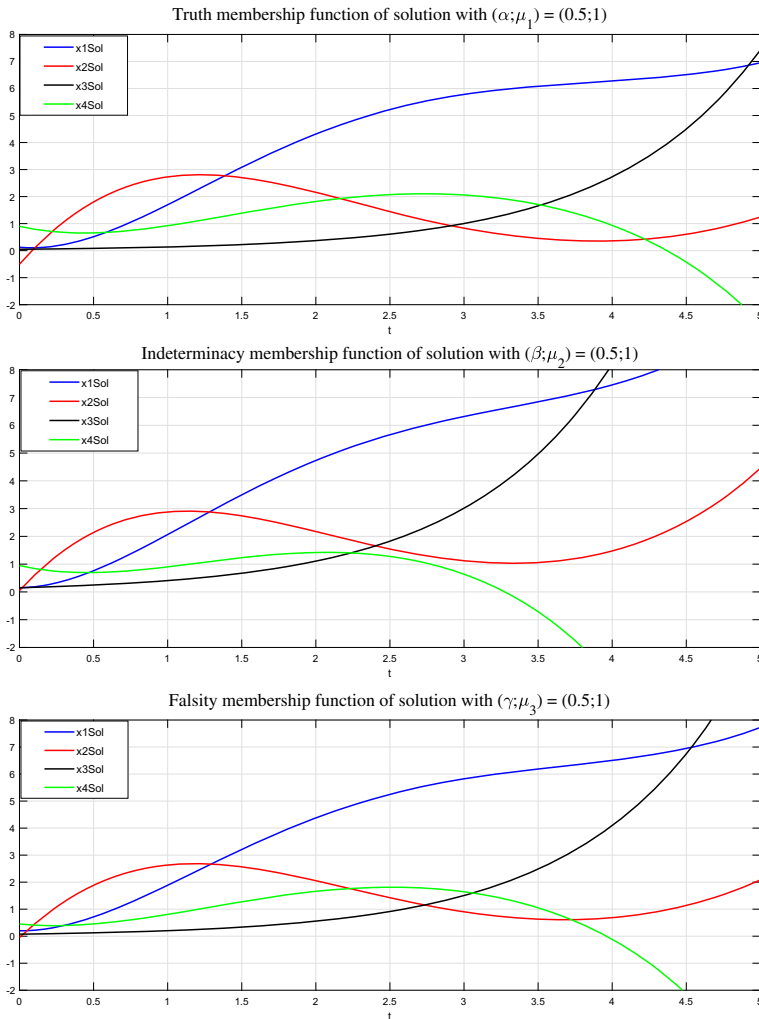 Truth membership function of solution with (α;μ1) = (0.5;1)
8
7
6
5
4
3
2
1
0
-1
-2
x1Sol
x2Sol
x3Sol
x4Sol
0 0.5 1 1.5 2 2.5 3 3.5 4 4.5 5
t
Indeterminacy membership function of solution with (β;μ2) = (0.5;1)
8
7
6
5
4
3
2
1
0
-1
-2
x1Sol
x2Sol
x3Sol
x4Sol
0 0.5 1 1.5 2 2.5 3 3.5 4 4.5 5
t
Falsity membership function of solution with (γ;μ3) = (0.5;1)
8
7
6
5
4
3
2
1
0
-1
-2
x1Sol
x2Sol
x3Sol
x4Sol
0 0.5 1 1.5 2 2.5 3 3.5 4 4.5 5
t